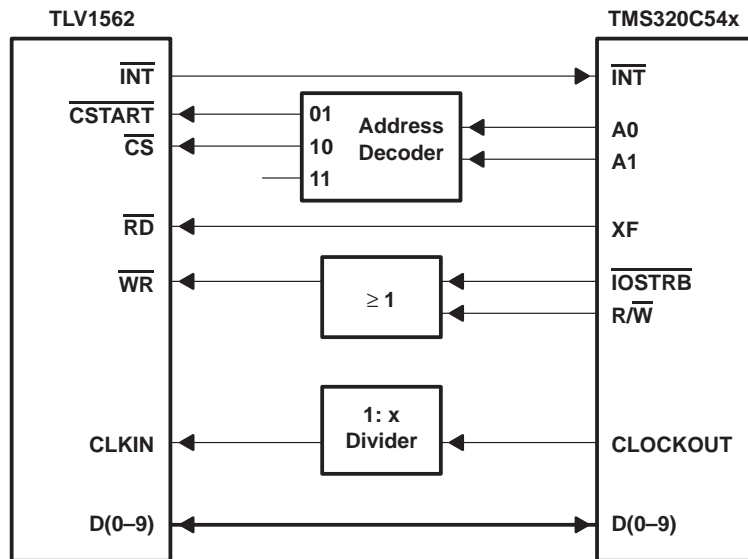 TLV1562
TMS320C54x
INT
INT
CSTART
01
Address
Decoder
A0
CS
10
A1
11
RD
XF
WR
≥ 1
IOSTRB
R/W
1: x
Divider
CLKIN
CLOCKOUT
D(0–9)
D(0–9)